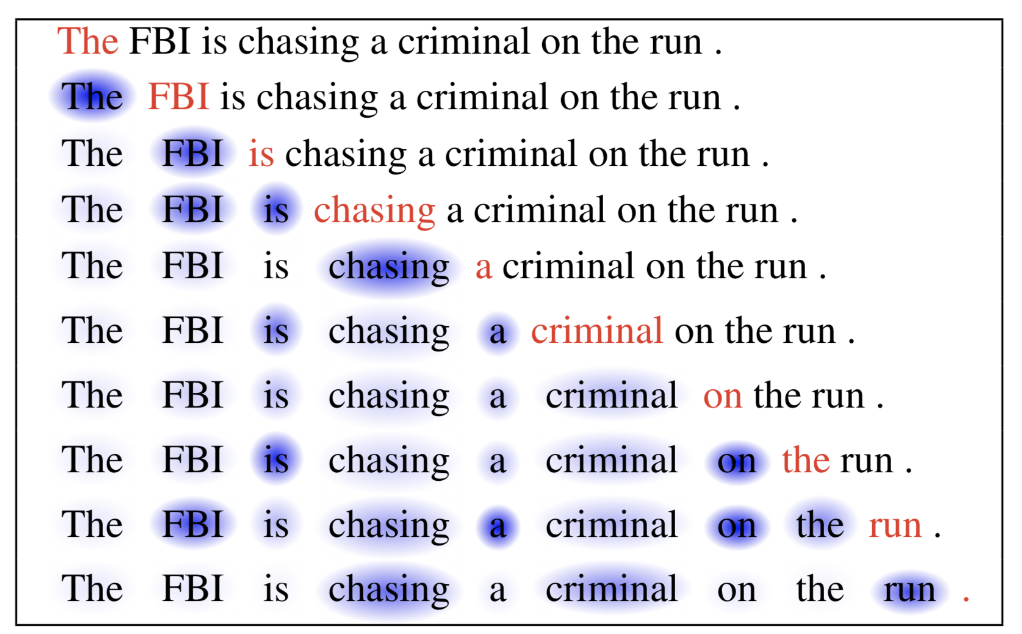 The FBI is chasing a criminal on the run .
The FBI is chasing a criminal on the run .
The FBI is chasing a criminal on the run .
The FBI is chasing a criminal on the run .
The FBI is chasing a criminal on the run .
The FBI is chasing a criminal on the run .
The FBI is chasing a criminal on the run .
The FBI is chasing a criminal on the run .
The FBI is chasing a criminal on the run .
The FBI is chasing a criminal on the run .